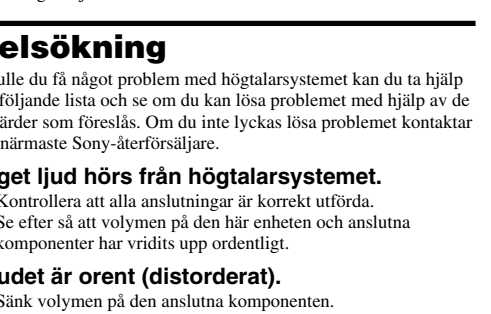 elsökning
ulle du få något problem med högtalarsystemet kan du ta hjälp
följande lista och se om du kan lösa problemet med hjälp av de
ärder som föreslås. Om du inte lyckas lösa problemet kontaktar
närmaste Sony-återförsäljare.
get ljud hörs från högtalarsystemet.
Kontrollera att alla anslutningar är korrekt utförda.
Se efter så att volymen på den här enheten och anslutna
komponenter har vridits upp ordentligt.
udet är orent (distorderat).
Sänk volymen på den anslutna komponenten.